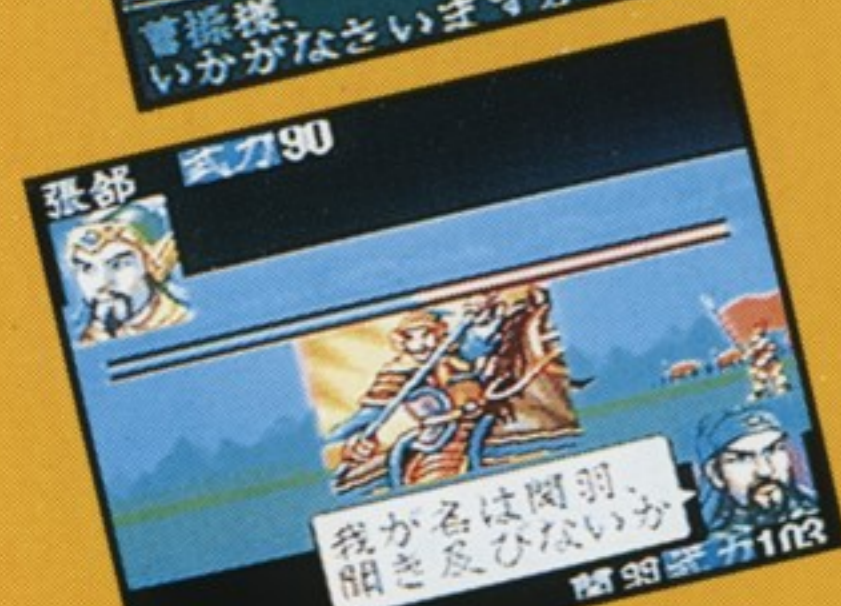 曹操様、
いかがなさいます
張郃
武力90
我が名は関羽、
聞き及びないか
関羽 武力103